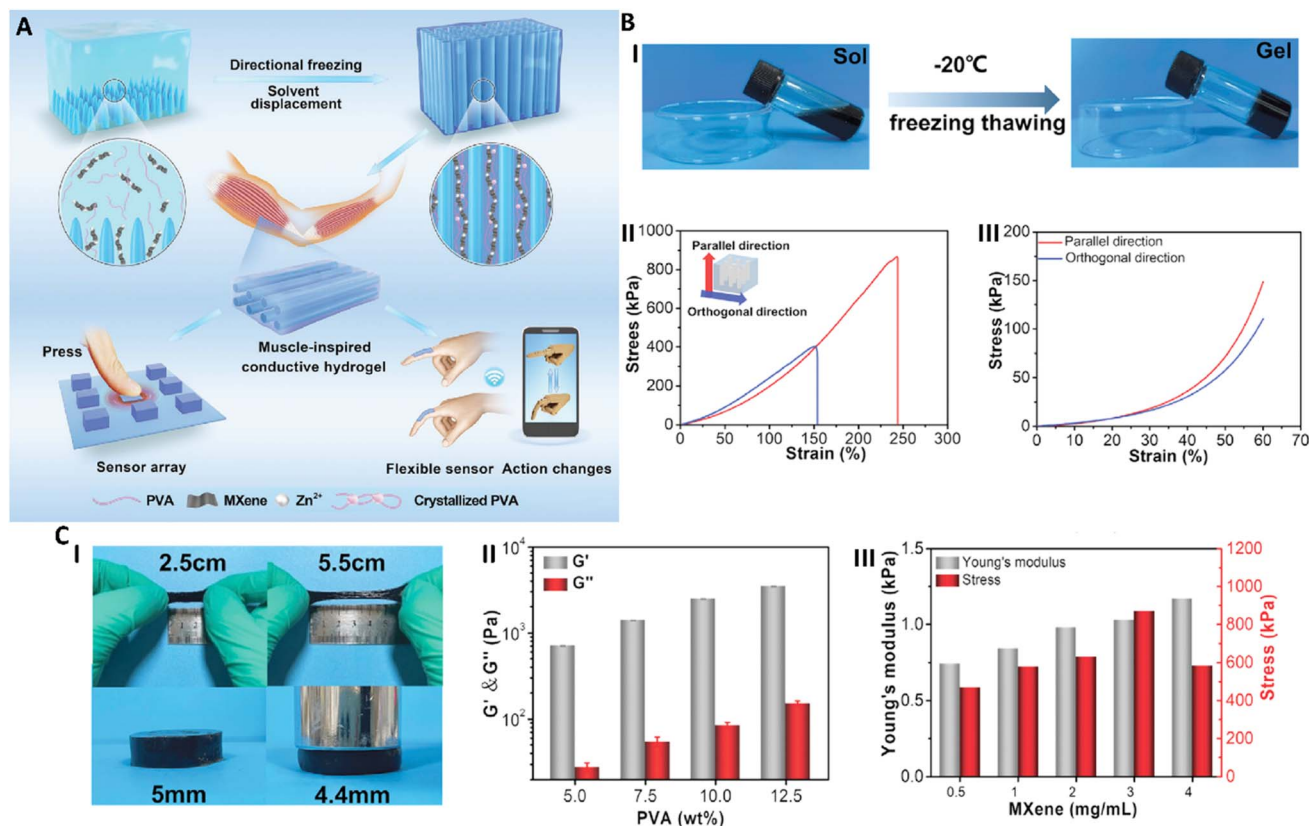 A
Directional freezing
Solvent
displacement
Muscle-inspired
conductive hydrogel
Press
Sensor array
Flexible sensor
Action changes
PVA
MXene
Zn²⁺
Crystallized PVA
B
I
Sol
-20℃
freezing thawing
Gel
II
Strees (kPa)
1000
800
600
400
200
0
Parallel direction
Orthogonal direction
0 50 100 150 200 250 300
Strain (%)
III
Stress (kPa)
200
150
100
50
0
Parallel direction
Orthogonal direction
0 10 20 30 40 50 60 70
Strain (%)
C
I
2.5cm
5.5cm
5mm
4.4mm
II
G' & G'' (Pa)
10⁴
10³
10²
G'
G''
5.0 7.5 10.0 12.5
PVA (wt%)
III
Young's modulus (kPa)
1.5
1.0
0.5
0.0
Young's modulus
Stress
1200
1000
800
600
400
200
0
Stress (kPa)
0.5 1 2 3 4
MXene (mg/mL)